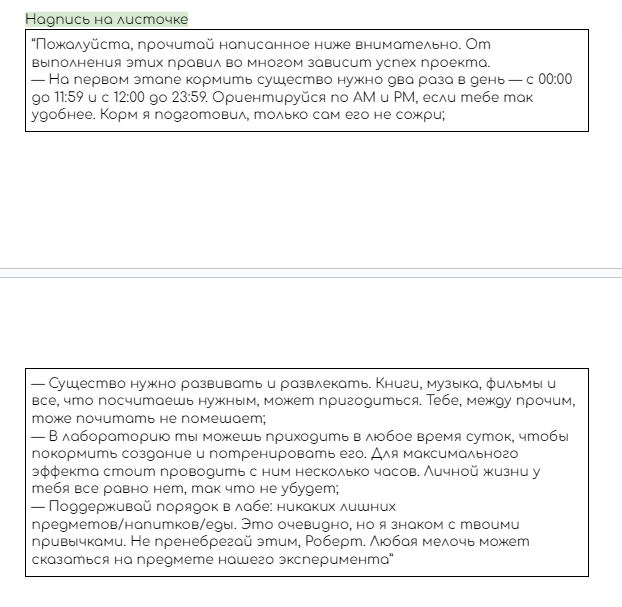 Надпись на листочке
“Пожалуйста, прочитай написанное ниже внимательно. От
выполнения этих правил во многом зависит успех проекта.
— На первом этапе кормить существо нужно два раза в день — с 00:00
до 11:59 и с 12:00 до 23:59. Ориентируйся по AM и PM, если тебе так
удобнее. Корм я подготовил, только сам его не сожри;
— Существо нужно развивать и развлекать. Книги, музыка, фильмы и
все, что посчитаешь нужным, может пригодиться. Тебе, между прочим,
тоже почитать не помешает;
— В лабораторию ты можешь приходить в любое время суток, чтобы
покормить создание и потренировать его. Для максимального
эффекта стоит проводить с ним несколько часов. Личной жизни у
тебя все равно нет, так что не убудет;
— Поддерживай порядок в лабе: никаких лишних
предметов/напитков/еды. Это очевидно, но я знаком с твоими
привычками. Не пренебрегай этим, Роберт. Любая мелочь может
сказаться на предмете нашего эксперимента”